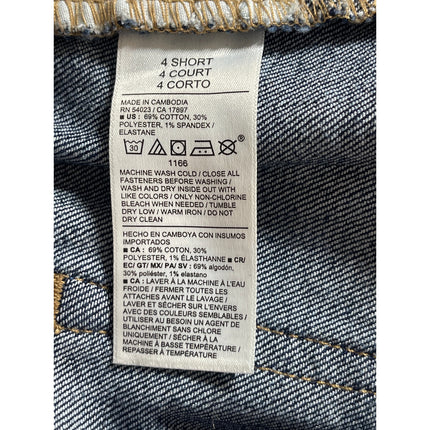 4 SHORT
4 COURT
4 CORTO
MADE IN CAMBODIA
RN 54023 / CA 17897
■ US : 69% COTTON, 30%
POLYESTER, 1% SPANDEX /
ELASTANE
30
1166
MACHINE WASH COLD / CLOSE ALL
FASTENERS BEFORE WASHING /
WASH AND DRY INSIDE OUT WITH
LIKE COLORS / ONLY NON-CHLORINE
BLEACH WHEN NEEDED / TUMBLE
DRY LOW / WARM IRON / DO NOT
DRY CLEAN
HECHO EN CAMBOYA CON INSUMOS
IMPORTADOS
■ CA : 69% COTON, 30%
POLYESTER, 1% ÉLASTHANNE ■ CR/
EC/ GT/ MX/ PA/ SV : 69% algodón,
30% poliéster, 1% elastano
■ CA : LAVER À LA MACHINE À L'EAU
FROIDE / FERMER TOUTES LES
ATTACHES AVANT LE LAVAGE /
LAVER ET SÉCHER À L'ENVERS
AVEC DES COULEURS SEMBLABLES /
UTILISER AU BESOIN UN AGENT DE
BLANCHIMENT SANS CHLORE
UNIQUEMENT / SÉCHER À LA
MACHINE À BASSE TEMPÉRATURE /
REPASSER À TEMPÉRATURE